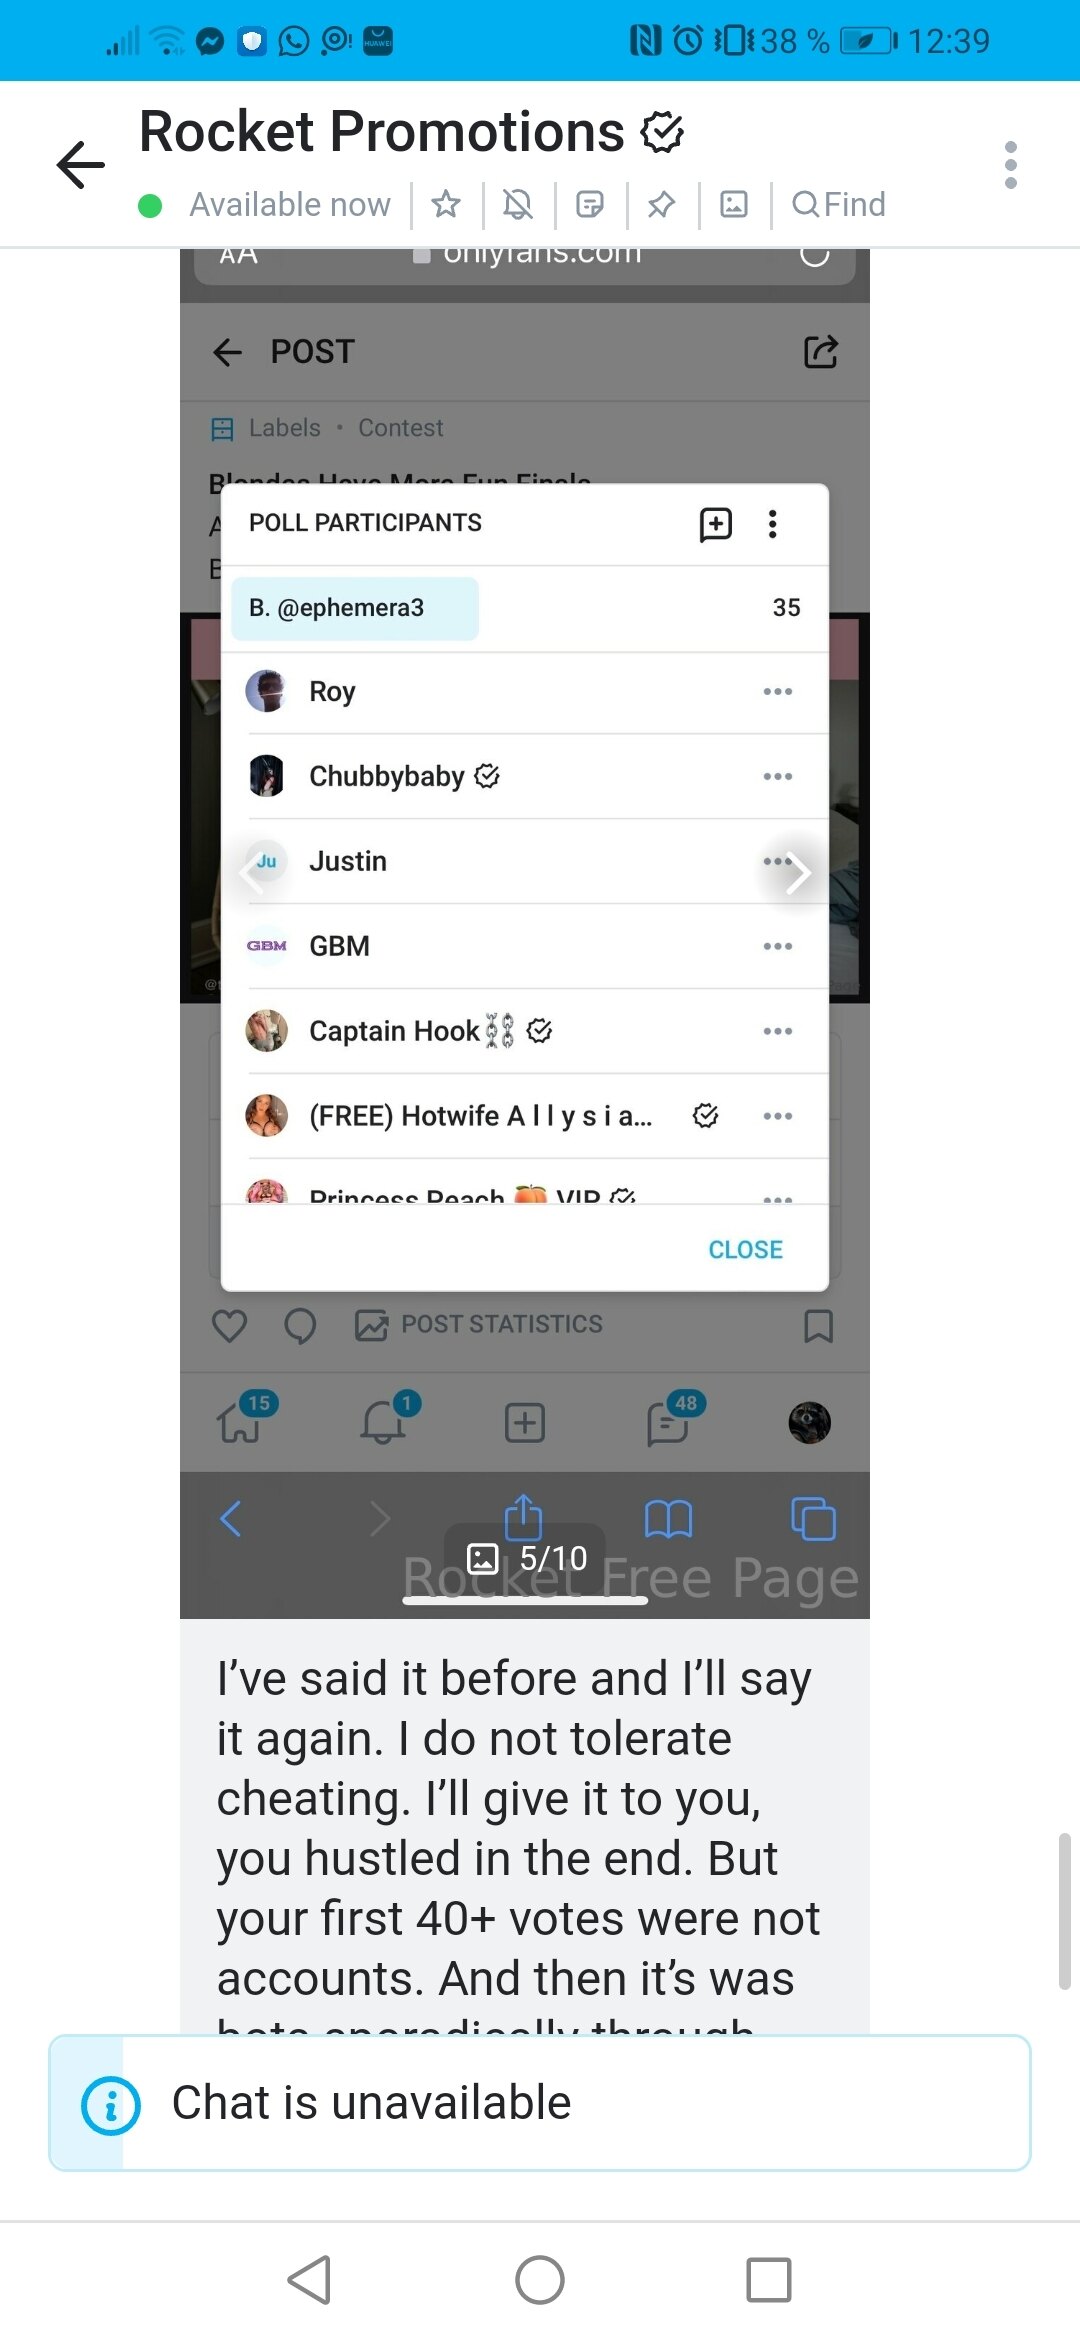 HUAWEI
38 %
12:39
Rocket Promotions
Available now
Find
AA
onlyfans.com
POST
Labels • Contest
Blondes Have More Fun Finals
A
B
POLL PARTICIPANTS
B. @ephemera3
35
Roy
Chubbybaby
Ju
Justin
GBM
GBM
Captain Hook⛓️⛓️
(FREE) Hotwife A l l y s i a...
Princess Peach 🍑 VIP
CLOSE
POST STATISTICS
15
1
48
5/10
Rocket Free Page
I've said it before and I'll say
it again. I do not tolerate
cheating. I'll give it to you,
you hustled in the end. But
your first 40+ votes were not
accounts. And then it's was
bots sporadically through
Chat is unavailable